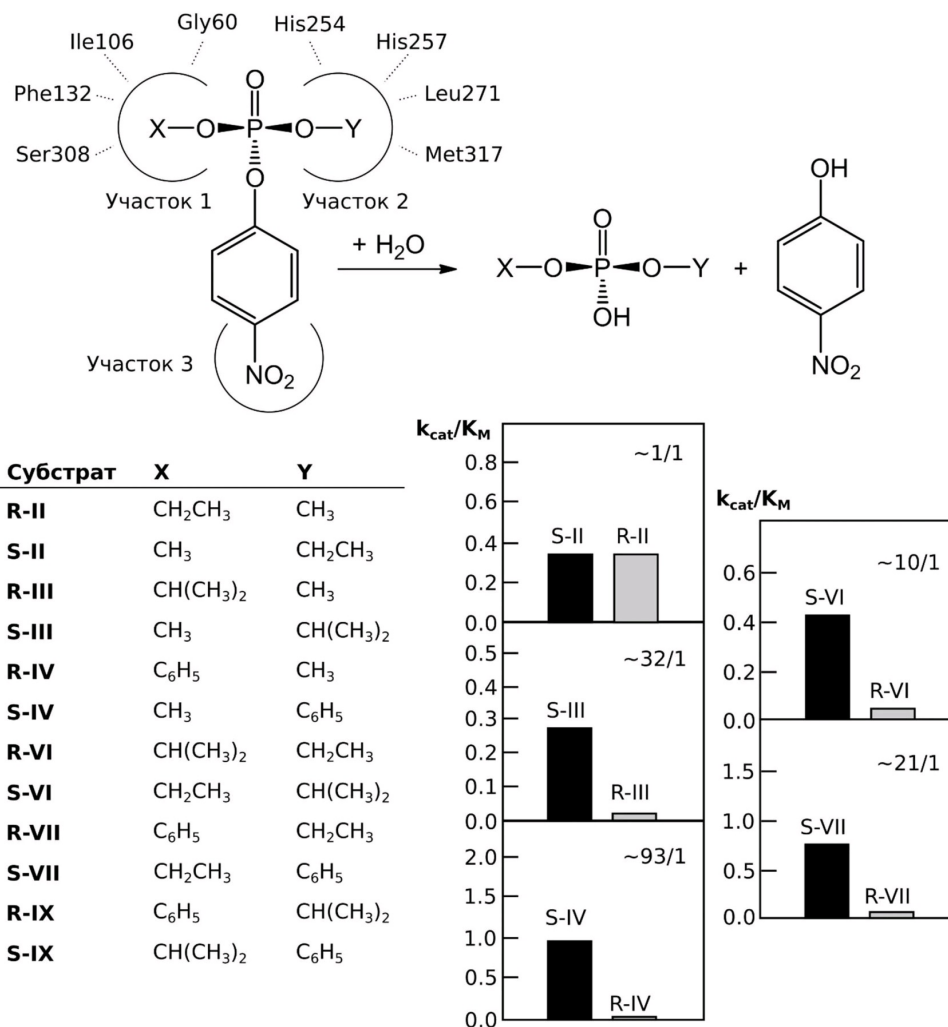 Gly60
His254
Ile106
His257
Phe132
Leu271
Ser308
Met317
O
X—O P O—Y
O
Участок 1
Участок 2
+ H₂O
NO₂
Участок 3
O
X—O P O—Y
OH
+
OH
NO₂
Субстрат X Y
R-II CH₂CH₃ CH₃
S-II CH₃ CH₂CH₃
R-III CH(CH₃)₂ CH₃
S-III CH₃ CH(CH₃)₂
R-IV C₆H₅ CH₃
S-IV CH₃ C₆H₅
R-VI CH(CH₃)₂ CH₂CH₃
S-VI CH₂CH₃ CH(CH₃)₂
R-VII C₆H₅ CH₂CH₃
S-VII CH₂CH₃ C₆H₅
R-IX C₆H₅ CH(CH₃)₂
S-IX CH(CH₃)₂ C₆H₅
k_cat/K_M
~1/1
0.8
0.6
0.4
0.2
0.0
S-II R-II
~32/1
0.5
0.4
0.3
0.2
0.1
0.0
S-III
R-III
~93/1
2.0
1.5
1.0
0.5
0.0
S-IV
R-IV
k_cat/K_M
~10/1
0.6
0.4
0.2
0.0
S-VI
R-VI
~21/1
1.5
1.0
0.5
0.0
S-VII
R-VII